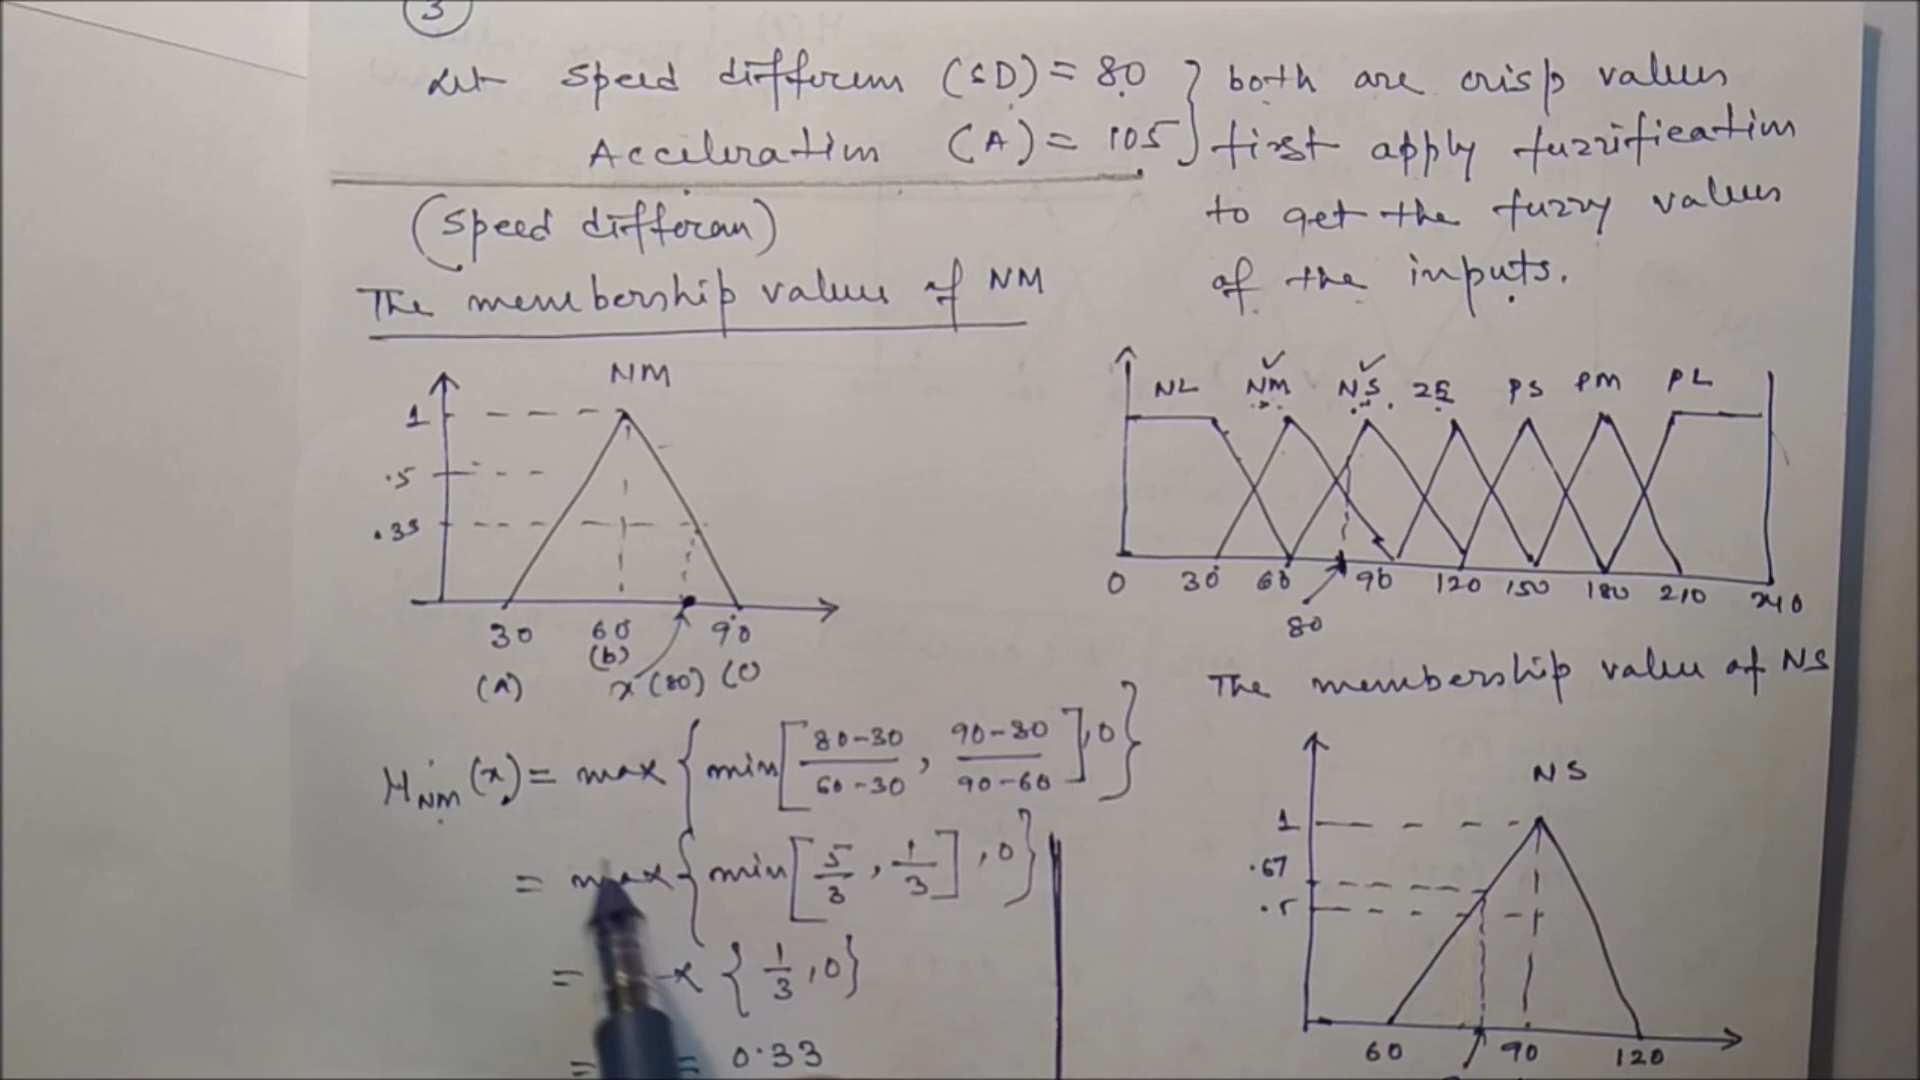 3
Let Speed differen (SD) = 80 } both are crisp values
Acceleration (A) = 105 } first apply fuzzification
to get the fuzzy values
of the inputs.
(Speed differen)
The membership value of NM
NM
1
.5
.33
30 60 90
(A) (b) x (80) (C)
NL NM NS ZE PS PM PL
0 30 60 90 120 150 180 210 240
80
μNM (x) = max { min [ 80-30 / 60-30 , 90-80 / 90-60 ] , 0 }
= max { min [ 5/3 , 1/3 ] , 0 }
{ 1/3 , 0 }
= = 0.33
The membership value of NS
NS
1
.67
.5
60 90 120